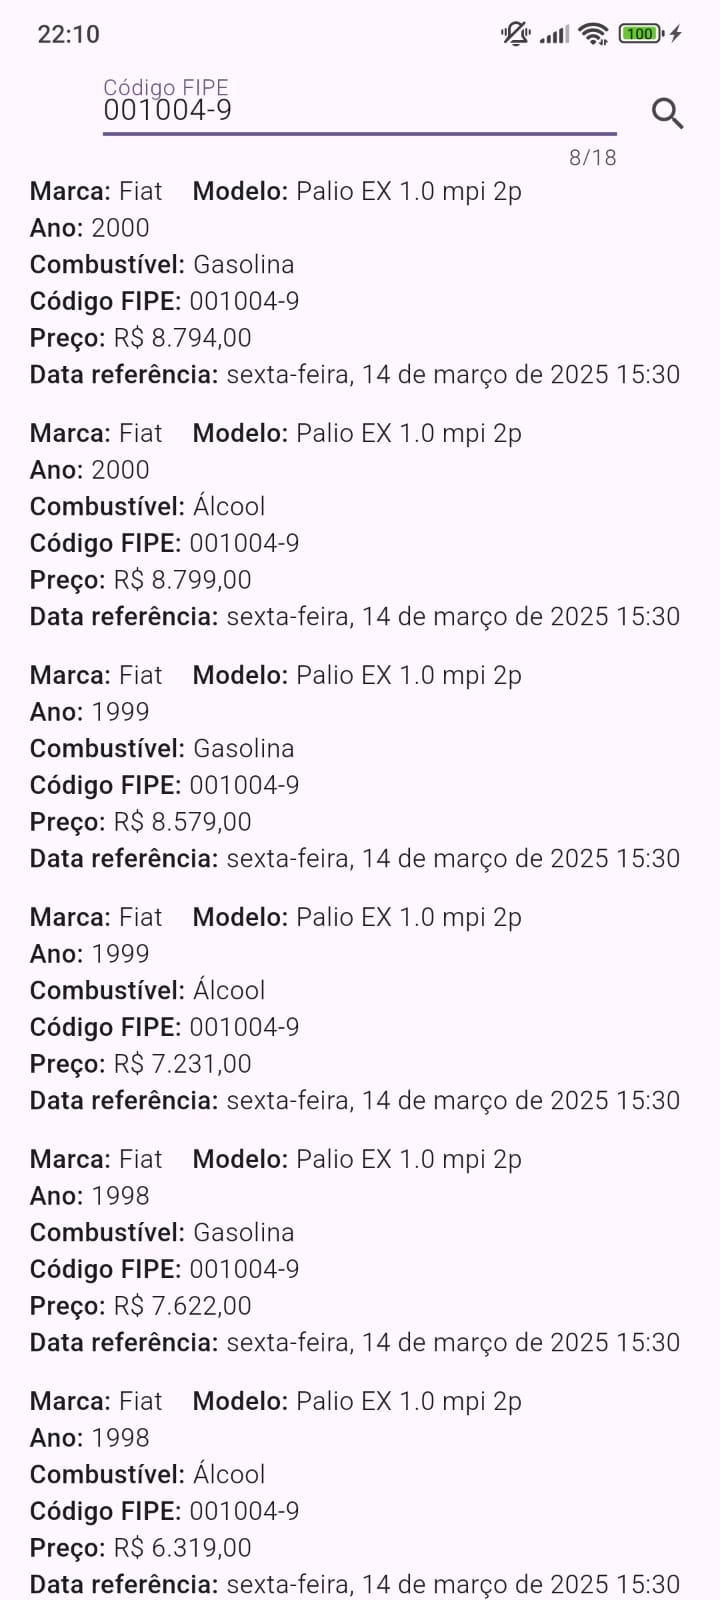 22:10
100
Código FIPE
001004-9
8/18
Marca: Fiat Modelo: Palio EX 1.0 mpi 2p
Ano: 2000
Combustível: Gasolina
Código FIPE: 001004-9
Preço: R$ 8.794,00
Data referência: sexta-feira, 14 de março de 2025 15:30
Marca: Fiat Modelo: Palio EX 1.0 mpi 2p
Ano: 2000
Combustível: Álcool
Código FIPE: 001004-9
Preço: R$ 8.799,00
Data referência: sexta-feira, 14 de março de 2025 15:30
Marca: Fiat Modelo: Palio EX 1.0 mpi 2p
Ano: 1999
Combustível: Gasolina
Código FIPE: 001004-9
Preço: R$ 8.579,00
Data referência: sexta-feira, 14 de março de 2025 15:30
Marca: Fiat Modelo: Palio EX 1.0 mpi 2p
Ano: 1999
Combustível: Álcool
Código FIPE: 001004-9
Preço: R$ 7.231,00
Data referência: sexta-feira, 14 de março de 2025 15:30
Marca: Fiat Modelo: Palio EX 1.0 mpi 2p
Ano: 1998
Combustível: Gasolina
Código FIPE: 001004-9
Preço: R$ 7.622,00
Data referência: sexta-feira, 14 de março de 2025 15:30
Marca: Fiat Modelo: Palio EX 1.0 mpi 2p
Ano: 1998
Combustível: Álcool
Código FIPE: 001004-9
Preço: R$ 6.319,00
Data referência: sexta-feira, 14 de março de 2025 15:30